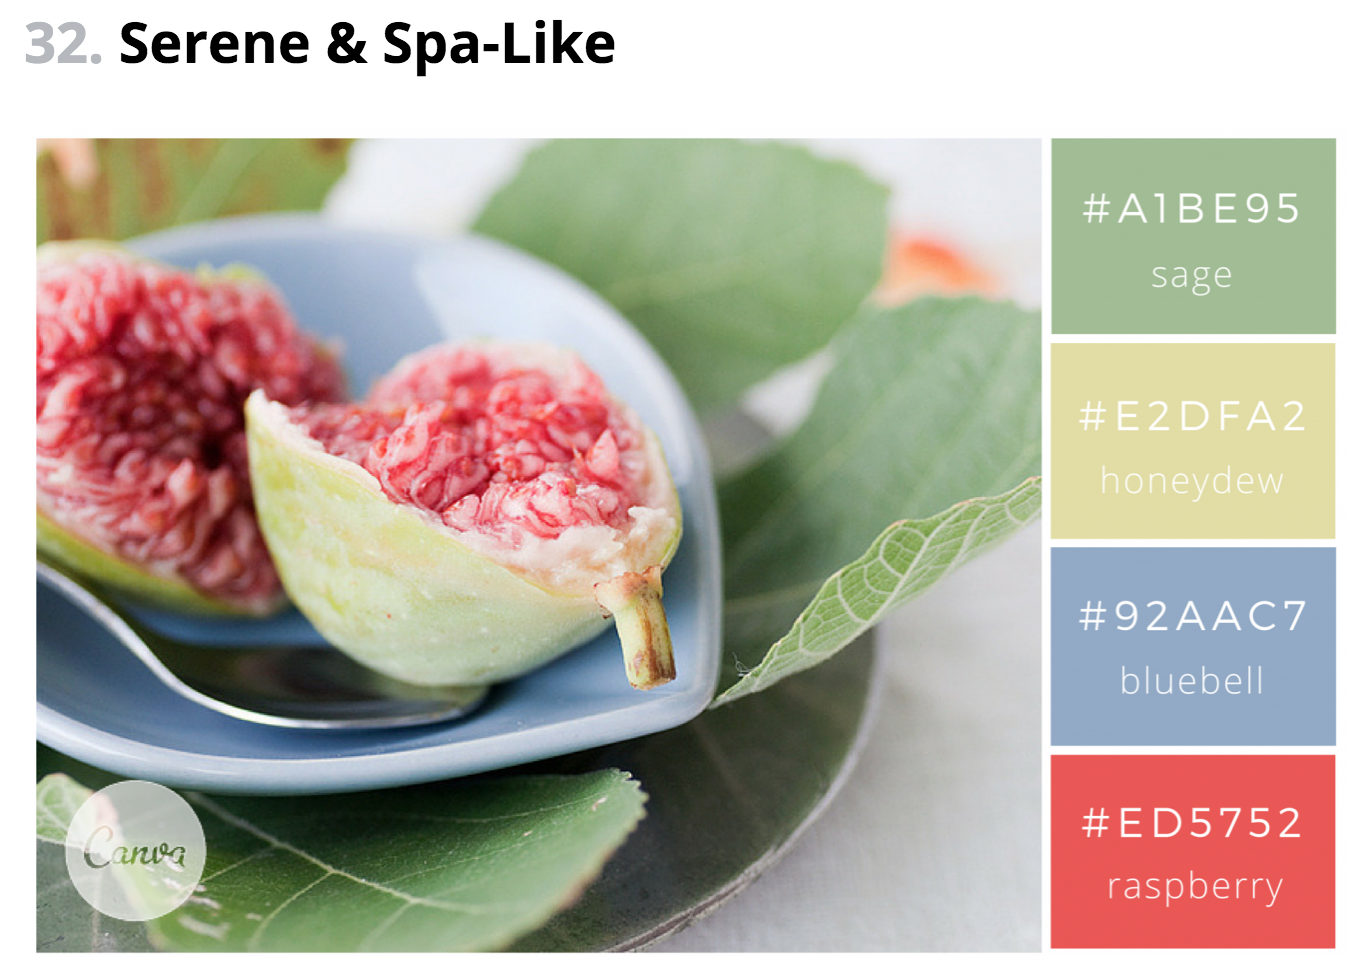 32. Serene & Spa-Like
#A1BE95
sage
#E2DFA2
honeydew
#92AAC7
bluebell
#ED5752
raspberry
Canva